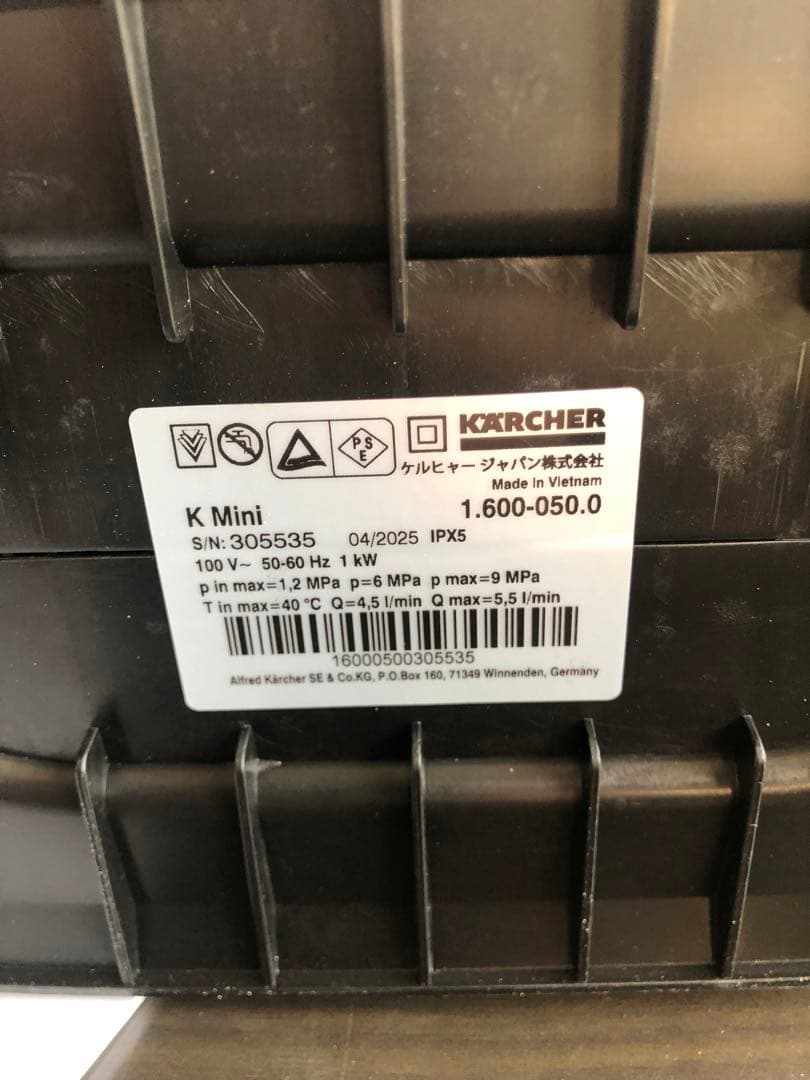 PS
E
KÄRCHER
ケルヒャー ジャパン株式会社
Made in Vietnam
K Mini
1.600-050.0
S/N: 305535 04/2025 IPX5
100 V~ 50-60 Hz 1 kW
p in max=1,2 MPa p=6 MPa p max=9 MPa
T in max=40 °C Q=4,5 l/min Q max=5,5 l/min
16000500305535
Alfred Kärcher SE & Co.KG, P.O.Box 160, 71349 Winnenden, Germany